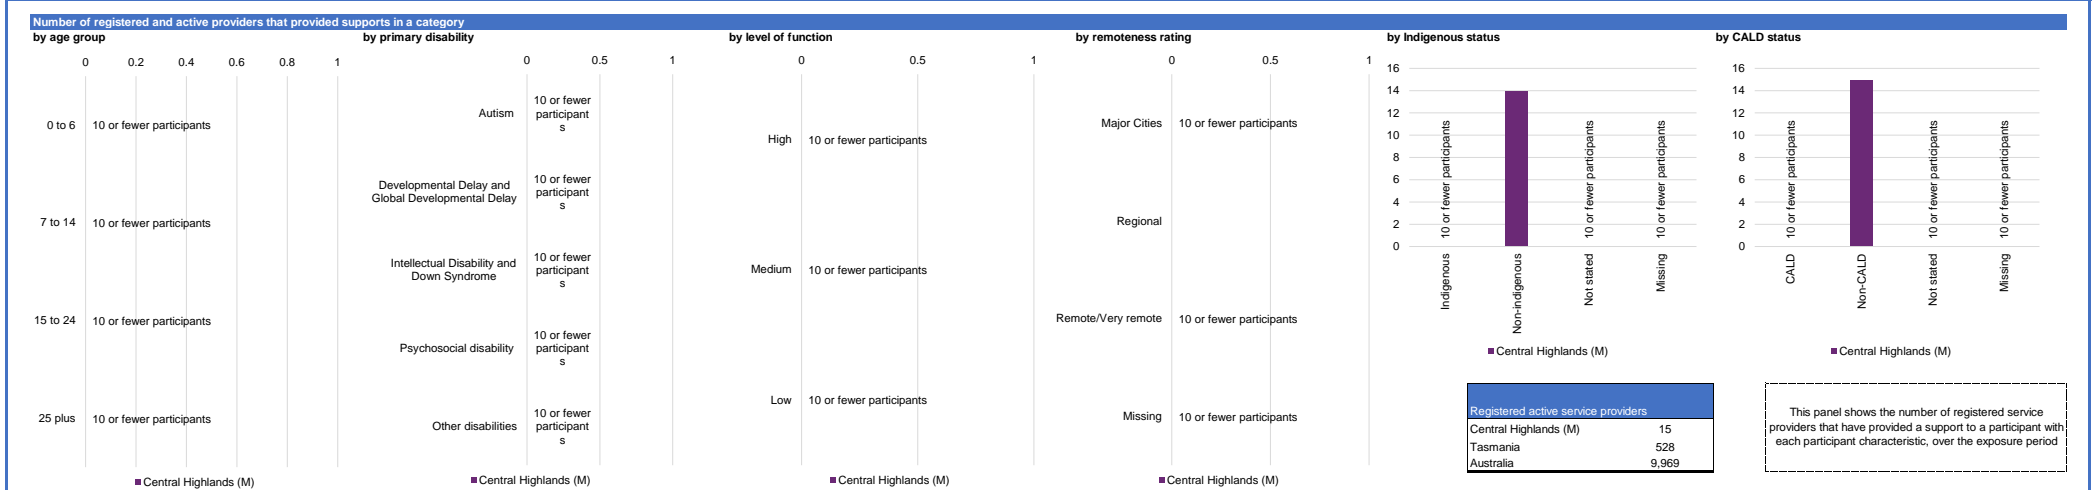 Number of registered and active providers that provided supports in a category
by age group
0 0.2 0.4 0.6 0.8 1
0 to 6 10 or fewer participants
7 to 14 10 or fewer participants
15 to 24 10 or fewer participants
25 plus 10 or fewer participants
Central Highlands (M)
by primary disability
0 0.5 1
Autism
10 or fewer
participant
s
Developmental Delay and
Global Developmental Delay
10 or fewer
participant
s
Intellectual Disability and
Down Syndrome
10 or fewer
participant
s
Psychosocial disability
10 or fewer
participant
s
Other disabilities
10 or fewer
participant
s
Central Highlands (M)
by level of function
0 0.5 1
High 10 or fewer participants
Medium 10 or fewer participants
Low 10 or fewer participants
Central Highlands (M)
by remoteness rating
0 0.5 1
Major Cities 10 or fewer participants
Regional
Remote/Very remote 10 or fewer participants
Missing 10 or fewer participants
Central Highlands (M)
by Indigenous status
16
14
12
10
8
6
4
2
0
10 or fewer participants
10 or fewer participants
10 or fewer participants
Indigenous
Non-indigenous
Not stated
Missing
Central Highlands (M)
by CALD status
16
14
12
10
8
6
4
2
0
10 or fewer participants
10 or fewer participants
10 or fewer participants
CALD
Non-CALD
Not stated
Missing
Central Highlands (M)
Registered active service providers
Central Highlands (M) 15
Tasmania 528
Australia 9,969
This panel shows the number of registered service
providers that have provided a support to a participant with
each participant characteristic, over the exposure period